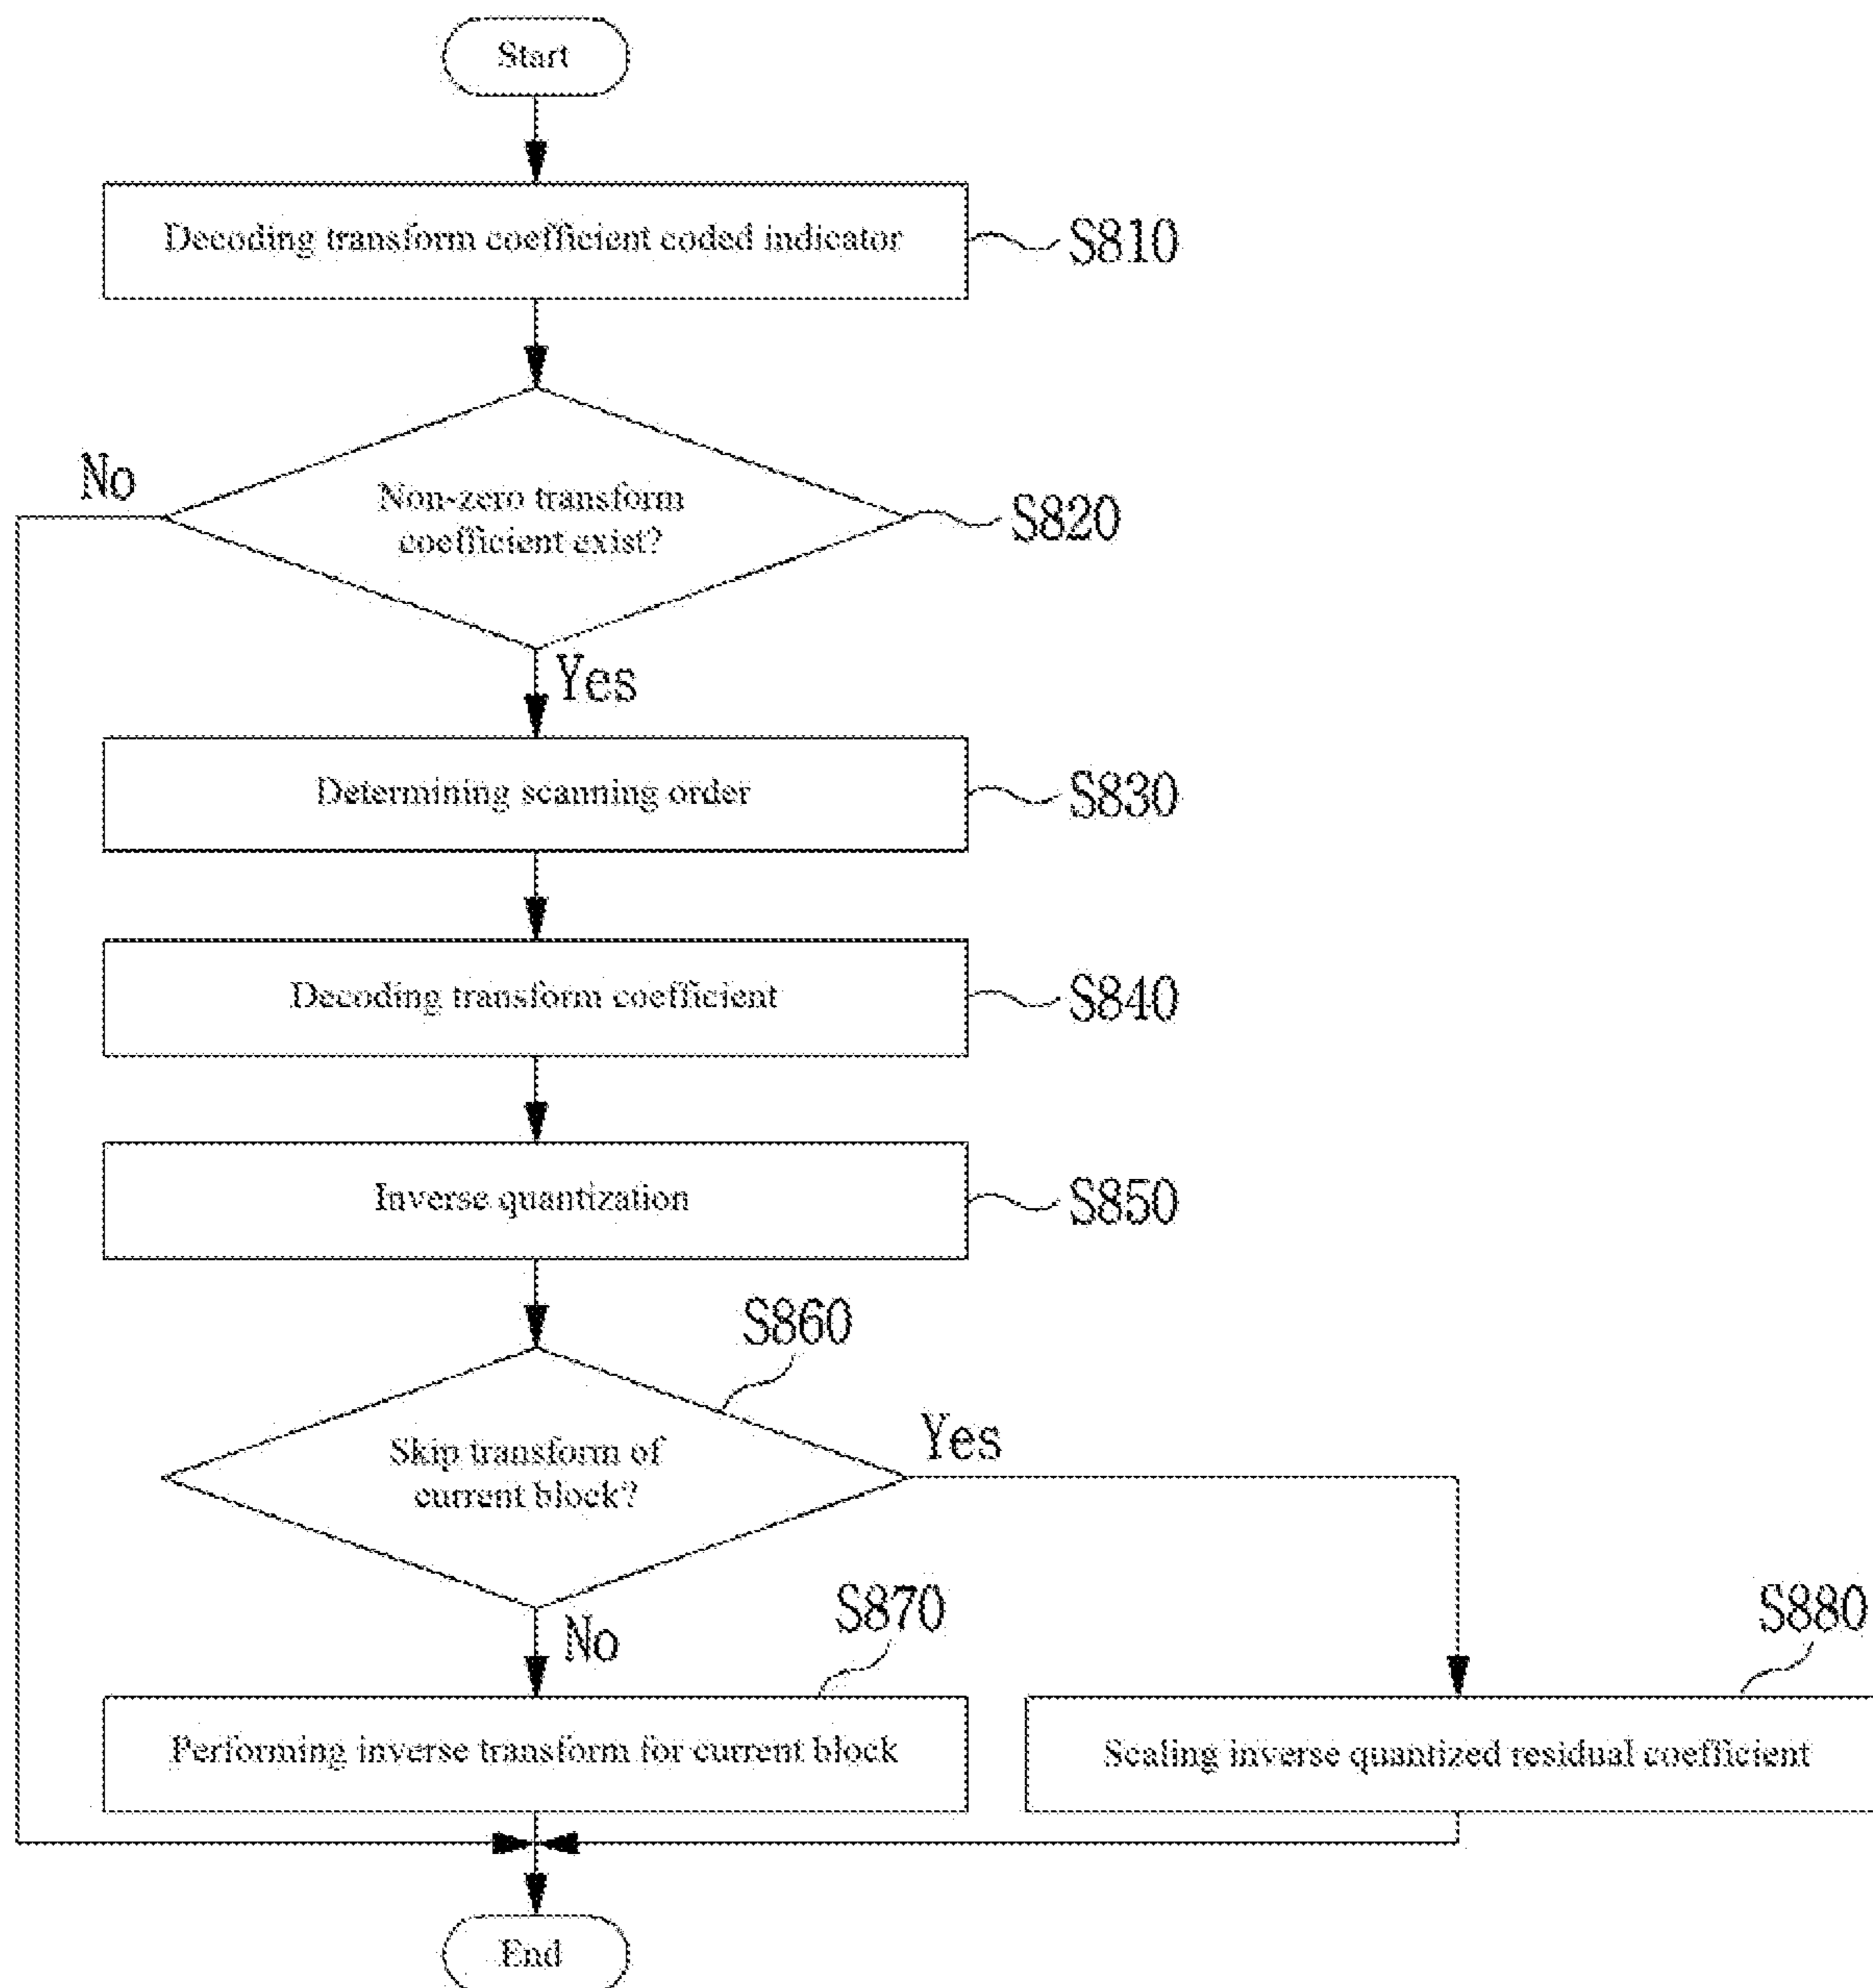 Start
Decoding transform coefficient coded indicator
S810
No
Non-zero transform
coefficient exist?
S820
Yes
Determining scanning order
S830
Decoding transform coefficient
S840
Inverse quantization
S850
S860
Skip transform of
current block?
Yes
No
S870
S880
Performing inverse transform for current block
Scaling inverse quantized residual coefficient
End